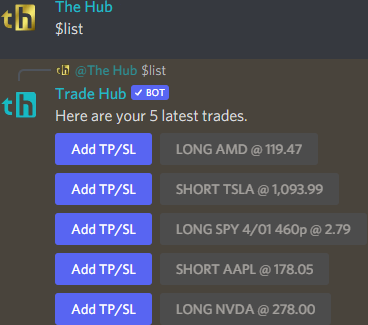 th The Hub
$list
th @The Hub $list
th Trade Hub ✓ BOT
Here are your 5 latest trades.
Add TP/SL LONG AMD @ 119.47
Add TP/SL SHORT TSLA @ 1,093.99
Add TP/SL LONG SPY 4/01 460p @ 2.79
Add TP/SL SHORT AAPL @ 178.05
Add TP/SL LONG NVDA @ 278.00